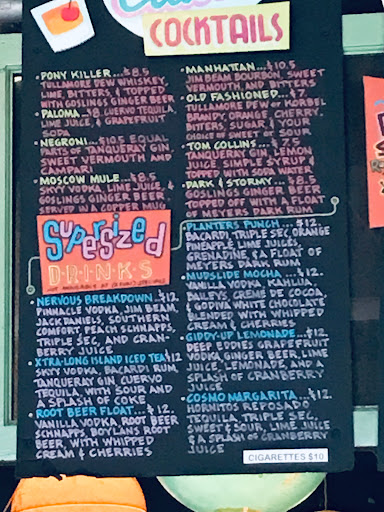 COCKTAILS
• PONY KILLER...$8.5
TULLAMORE DEW WHISKEY,
LIME, BITTERS, & TOPPED
WITH GOSLINGS GINGER BEER
• PALOMA...$8 CUERVO TEQUILA,
LIME JUICE, & GRAPEFRUIT
SODA
• NEGRONI...$10.5 EQUAL
PARTS OF TANQUERAY GIN,
SWEET VERMOUTH AND
CAMPARI
• MOSCOW MULE...$8.5
SKYY VODKA, LIME JUICE, &
GOSLINGS GINGER BEER
SERVED IN A COPPER MUG
• MANHATTAN...$10.5
JIM BEAM BOURBON, SWEET
VERMOUTH, AND BITTERS
• OLD FASHIONED...$7
TULLAMORE DEW or KORBEL
BRANDY, ORANGE, CHERRY,
BITTERS, SUGAR, & YOUR
CHOICE OF SWEET OR SOUR
• TOM COLLINS...$7.5
TANQUERAY GIN, LEMON
JUICE, SIMPLE SYRUP &
TOPPED WITH SODA WATER
• DARK & STORMY...$8.5
GOSLINGS GINGER BEER
TOPPED OFF WITH A FLOAT
OF MEYERS DARK RUM
Supersized
DRINKS
• NERVOUS BREAKDOWN...$12
PINNACLE VODKA, JIM BEAM,
JACK DANIELS, SOUTHERN
COMFORT, PEACH SCHNAPPS,
TRIPLE SEC, AND CRAN-
BERRY JUICE
• XTRA-LONG ISLAND ICED TEA $12
SKYY VODKA, BACARDI RUM,
TANQUERAY GIN, CUERVO
TEQUILA, WITH SOUR AND
A SPLASH OF COKE
• ROOT BEER FLOAT...$12.
VANILLA VODKA, ROOT BEER
SCHNAPPS, BOYLANS ROOT
BEER, WITH WHIPPED
CREAM & CHERRIES
PLANTERS PUNCH...$12.
BACARDI, TRIPLE SEC, ORANGE
PINEAPPLE, LIME JUICES,
GRENADINE, & A FLOAT OF
MEYERS DARK RUM
MUDSLIDE MOCHA...$12.
VANILLA VODKA, KAHLUA,
BAILEYS, CREME DE COCOA,
& GODIVA WHITE CHOCOLATE
BLENDED WITH WHIPPED
CREAM & CHERRIES
GIDDY-UP LEMONADE...$12
DEEP EDDYS GRAPEFRUIT
VODKA, GINGER BEER, LIME
JUICE, LEMONADE, AND A
SPLASH OF CRANBERRY
JUICE
• COSMO MARGARITA...$12.
HORNITOS REPOSADO
TEQUILA, TRIPLE SEC,
SWEET & SOUR, LIME JUICE
& A SPLASH OF CRANBERRY
JUICE
CIGARETTES $10